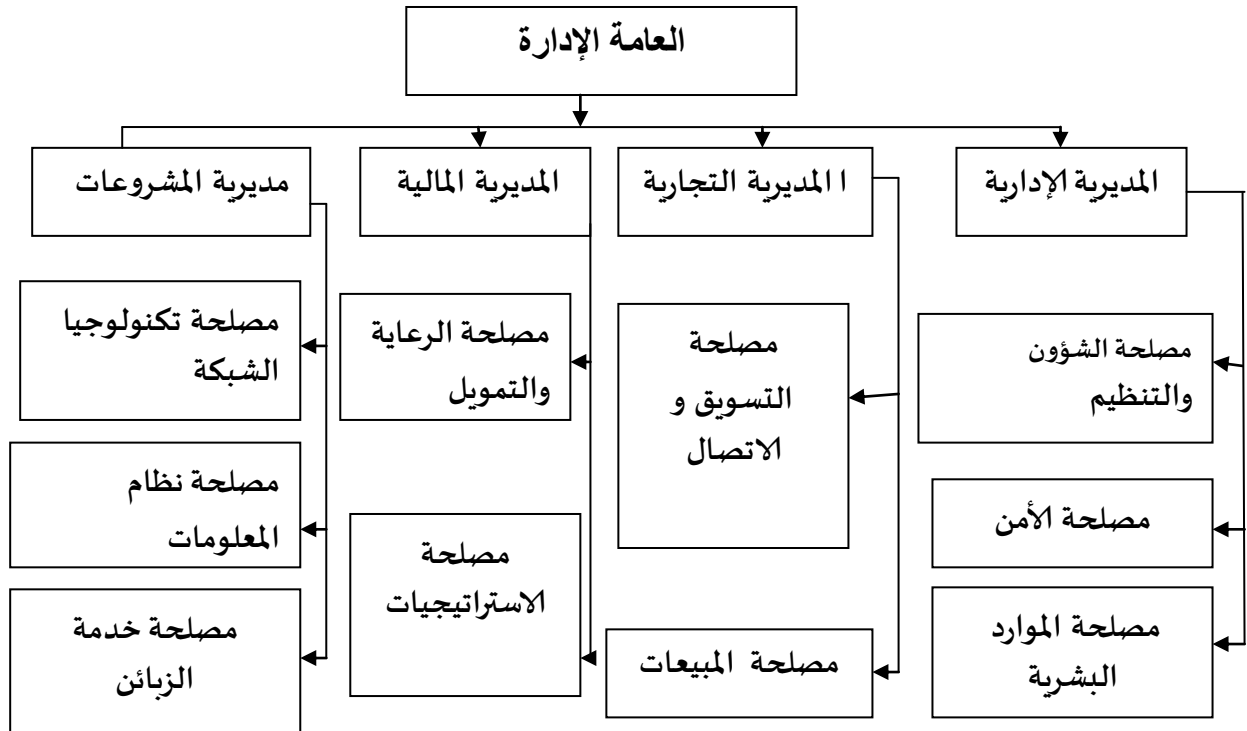 العامة الإدارة
المديرية الإدارية
ا المديرية التجارية
المديرية المالية
مديرية المشروعات
مصلحة الشؤون
والتنظيم
مصلحة الأمن
مصلحة الموارد
البشرية
مصلحة
التسويق و
الاتصال
مصلحة المبيعات
مصلحة الرعاية
والتمويل
مصلحة
الاستراتيجيات
مصلحة تكنولوجيا
الشبكة
مصلحة نظام
المعلومات
مصلحة خدمة
الزبائن